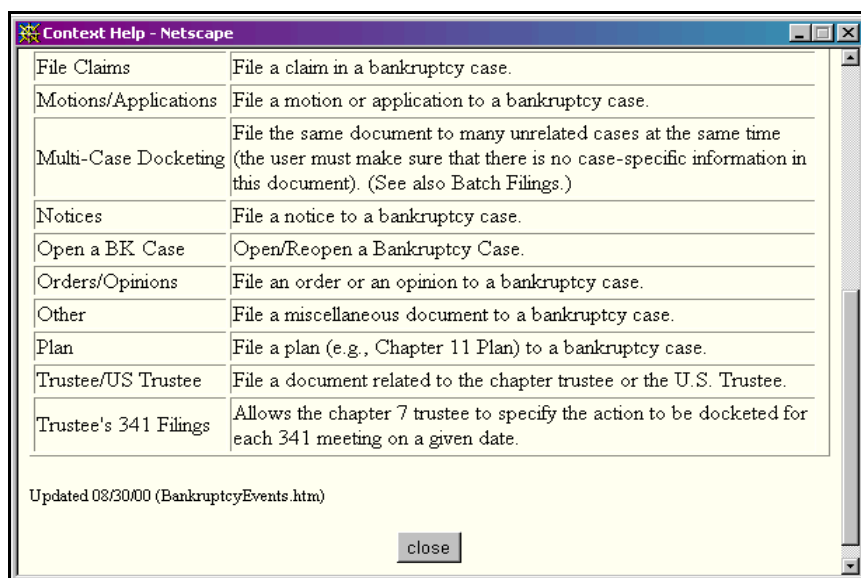 Context Help - Netscape
File Claims File a claim in a bankruptcy case.
Motions/Applications File a motion or application to a bankruptcy case.
File the same document to many unrelated cases at the same time
Multi-Case Docketing (the user must make sure that there is no case-specific information in
this document). (See also Batch Filings.)
Notices File a notice to a bankruptcy case.
Open a BK Case Open/Reopen a Bankruptcy Case.
Orders/Opinions File an order or an opinion to a bankruptcy case.
Other File a miscellaneous document to a bankruptcy case.
Plan File a plan (e.g., Chapter 11 Plan) to a bankruptcy case.
Trustee/US Trustee File a document related to the chapter trustee or the U.S. Trustee.
Trustee's 341 Filings Allows the chapter 7 trustee to specify the action to be docketed for
each 341 meeting on a given date.
Updated 08/30/00 (BankruptcyEvents.htm)
close